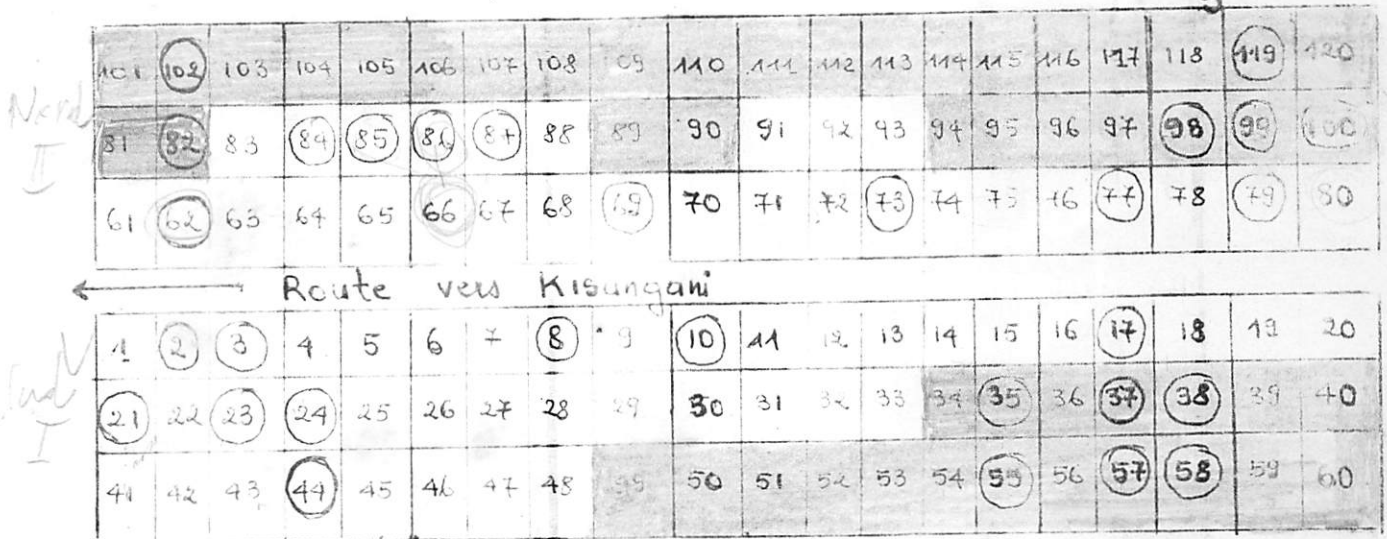 101 102 103 104 105 106 107 108 109 110 111 112 113 114 115 116 117 118 119 120
Nord
81 82 83 84 85 86 87 88 89 90 91 92 93 94 95 96 97 98 99 100
II
61 62 63 64 65 66 67 68 69 70 71 72 73 74 75 76 77 78 79 80
Route vers Kisungani
1 2 3 4 5 6 7 8 9 10 11 12 13 14 15 16 17 18 19 20
Sud
21 22 23 24 25 26 27 28 29 30 31 32 33 34 35 36 37 38 39 40
I
41 42 43 44 45 46 47 48 49 50 51 52 53 54 55 56 57 58 59 60